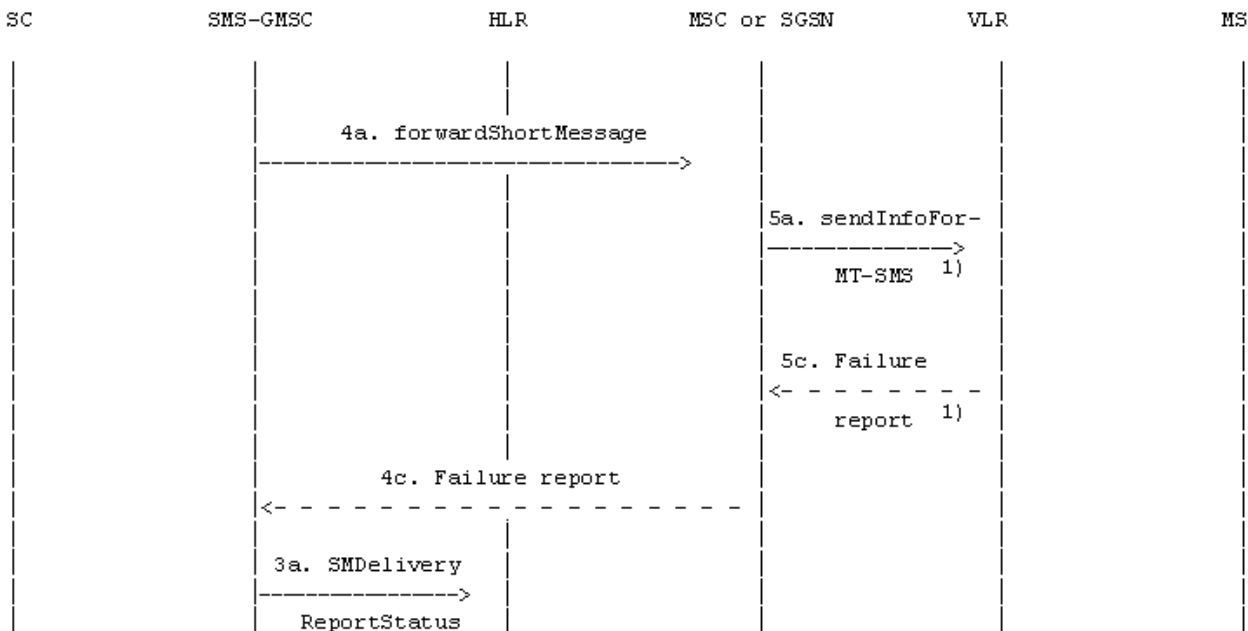 SC SMS-GMSC HLR MSC or SGSN VLR MS
4a. forwardShortMessage
5a. sendInfoFor-
MT-SMS 1)
5c. Failure
report 1)
4c. Failure report
3a. SMDelivery
ReportStatus